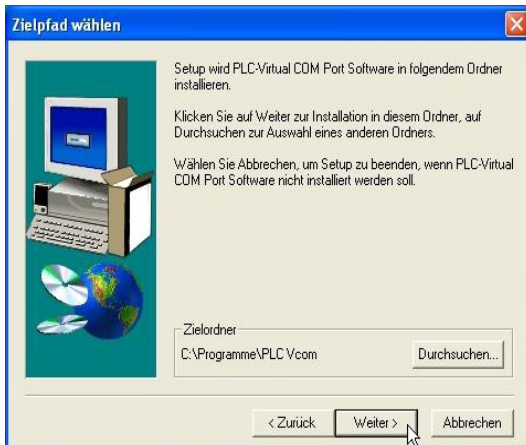 Zielpfad wählen
Setup wird PLC-Virtual COM Port Software in folgendem Ordner
installieren.
Klicken Sie auf Weiter zur Installation in diesem Ordner, auf
Durchsuchen zur Auswahl eines anderen Ordners.
Wählen Sie Abbrechen, um Setup zu beenden, wenn PLC-Virtual
COM Port Software nicht installiert werden soll.
Zielordner
C:\Programme\PLC Vcom
Durchsuchen...
< Zurück
Weiter >
Abbrechen